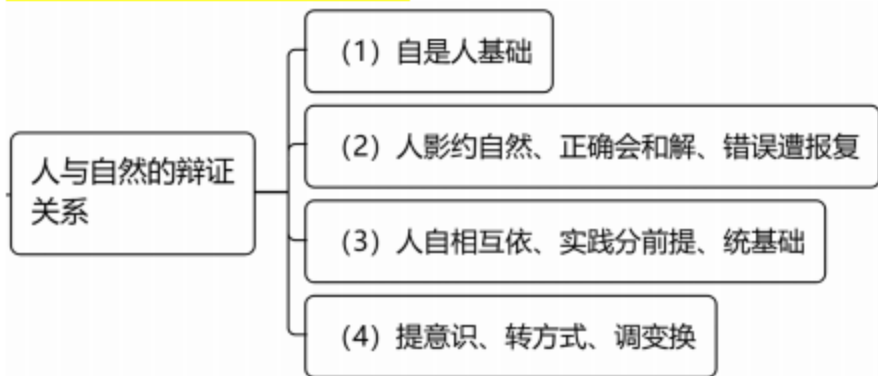 人与自然的辩证
关系
（1）自是人基础
（2）人影约自然、正确会和解、错误遭报复
（3）人自相互依、实践分前提、统基础
（4）提意识、转方式、调变换